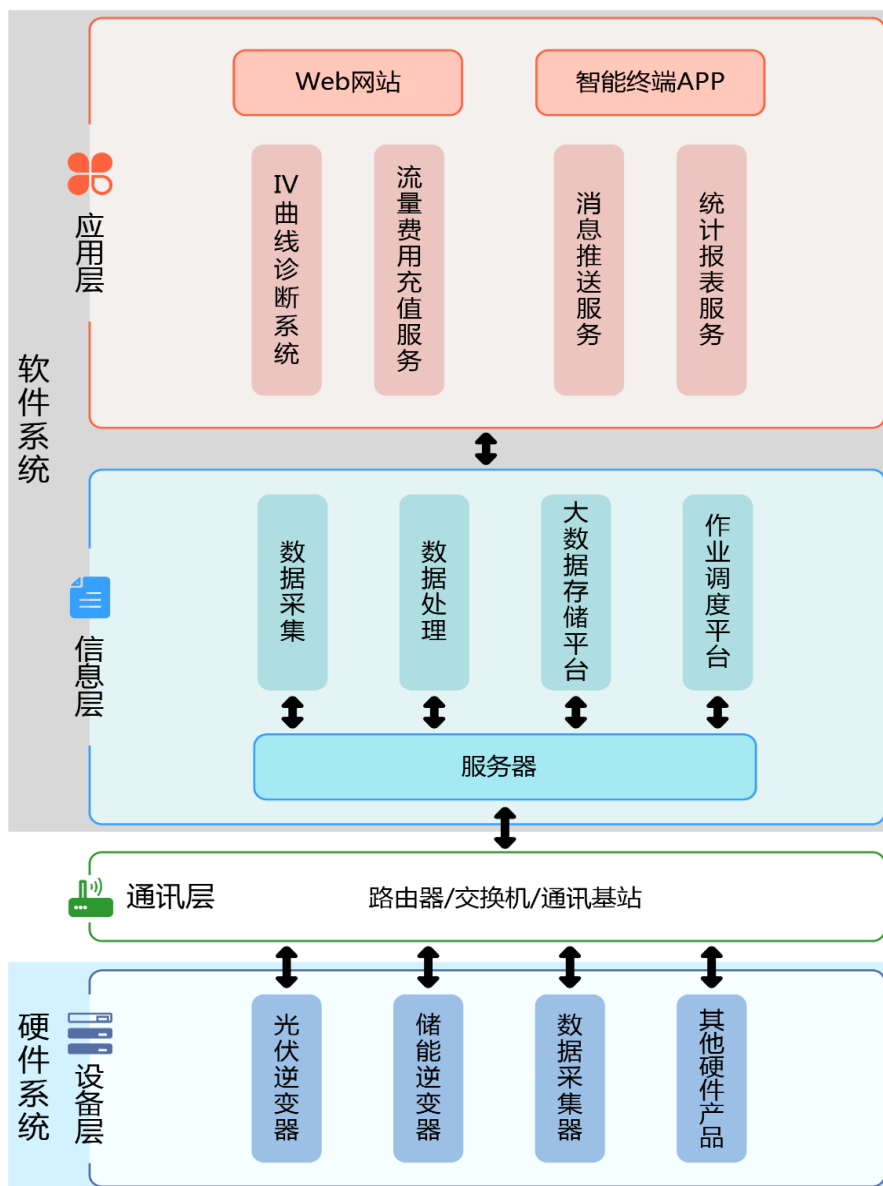 软件系统
应用层
Web网站
智能终端APP
IV曲线诊断系统
流量费用充值服务
消息推送服务
统计报表服务
信息层
数据采集
数据处理
大数据存储平台
作业调度平台
服务器
通讯层
路由器/交换机/通讯基站
硬件系统
设备层
光伏逆变器
储能逆变器
数据采集器
其他硬件产品